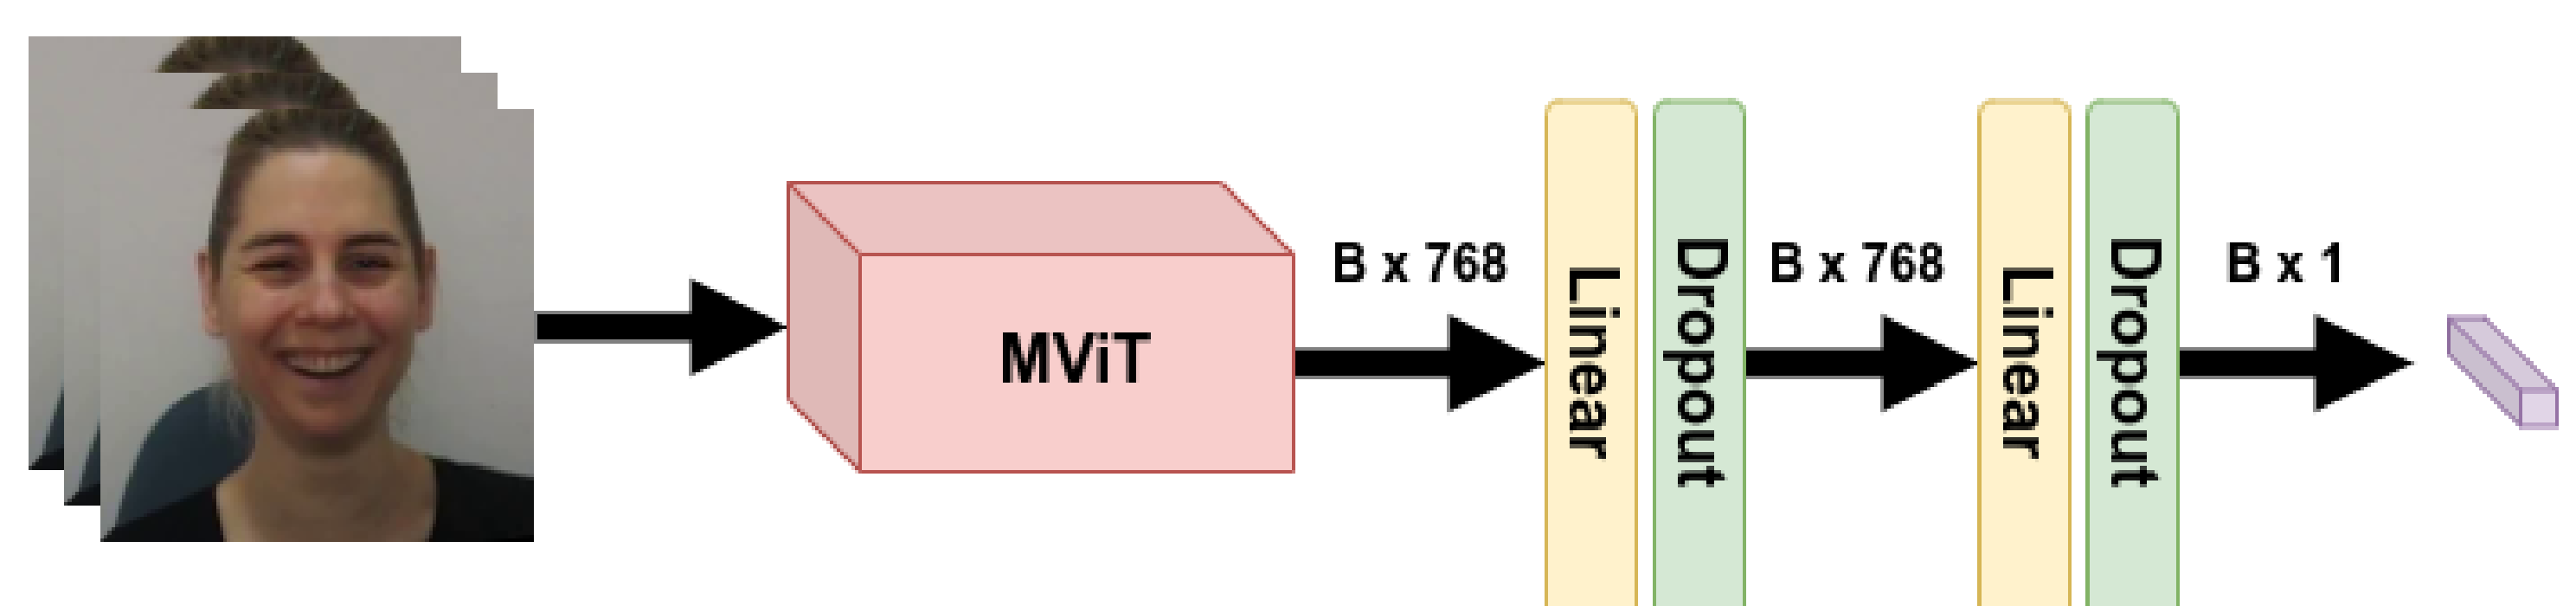 MViT
B x 768
Linear
Dropout
B x 768
Linear
Dropout
B x 1